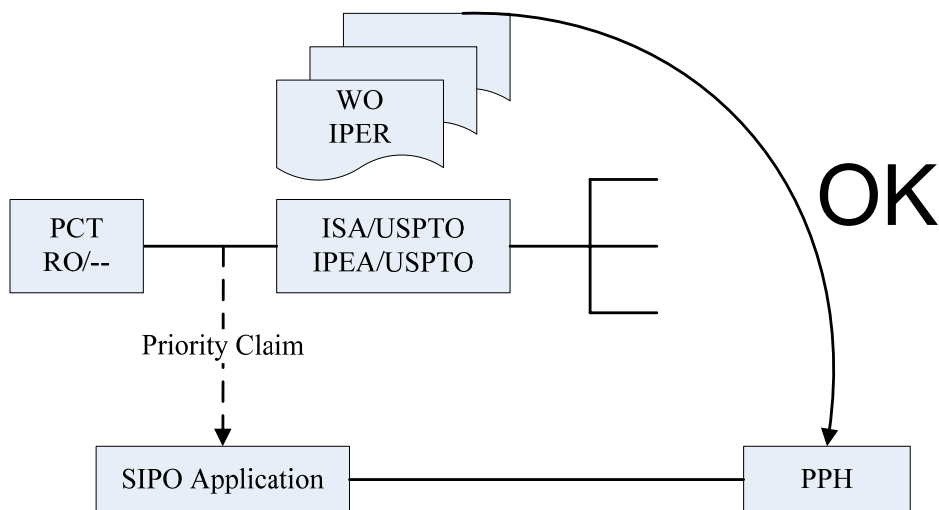 WO
IPER
OK
PCT
RO/--
ISA/USPTO
IPEA/USPTO
Priority Claim
SIPO Application
PPH